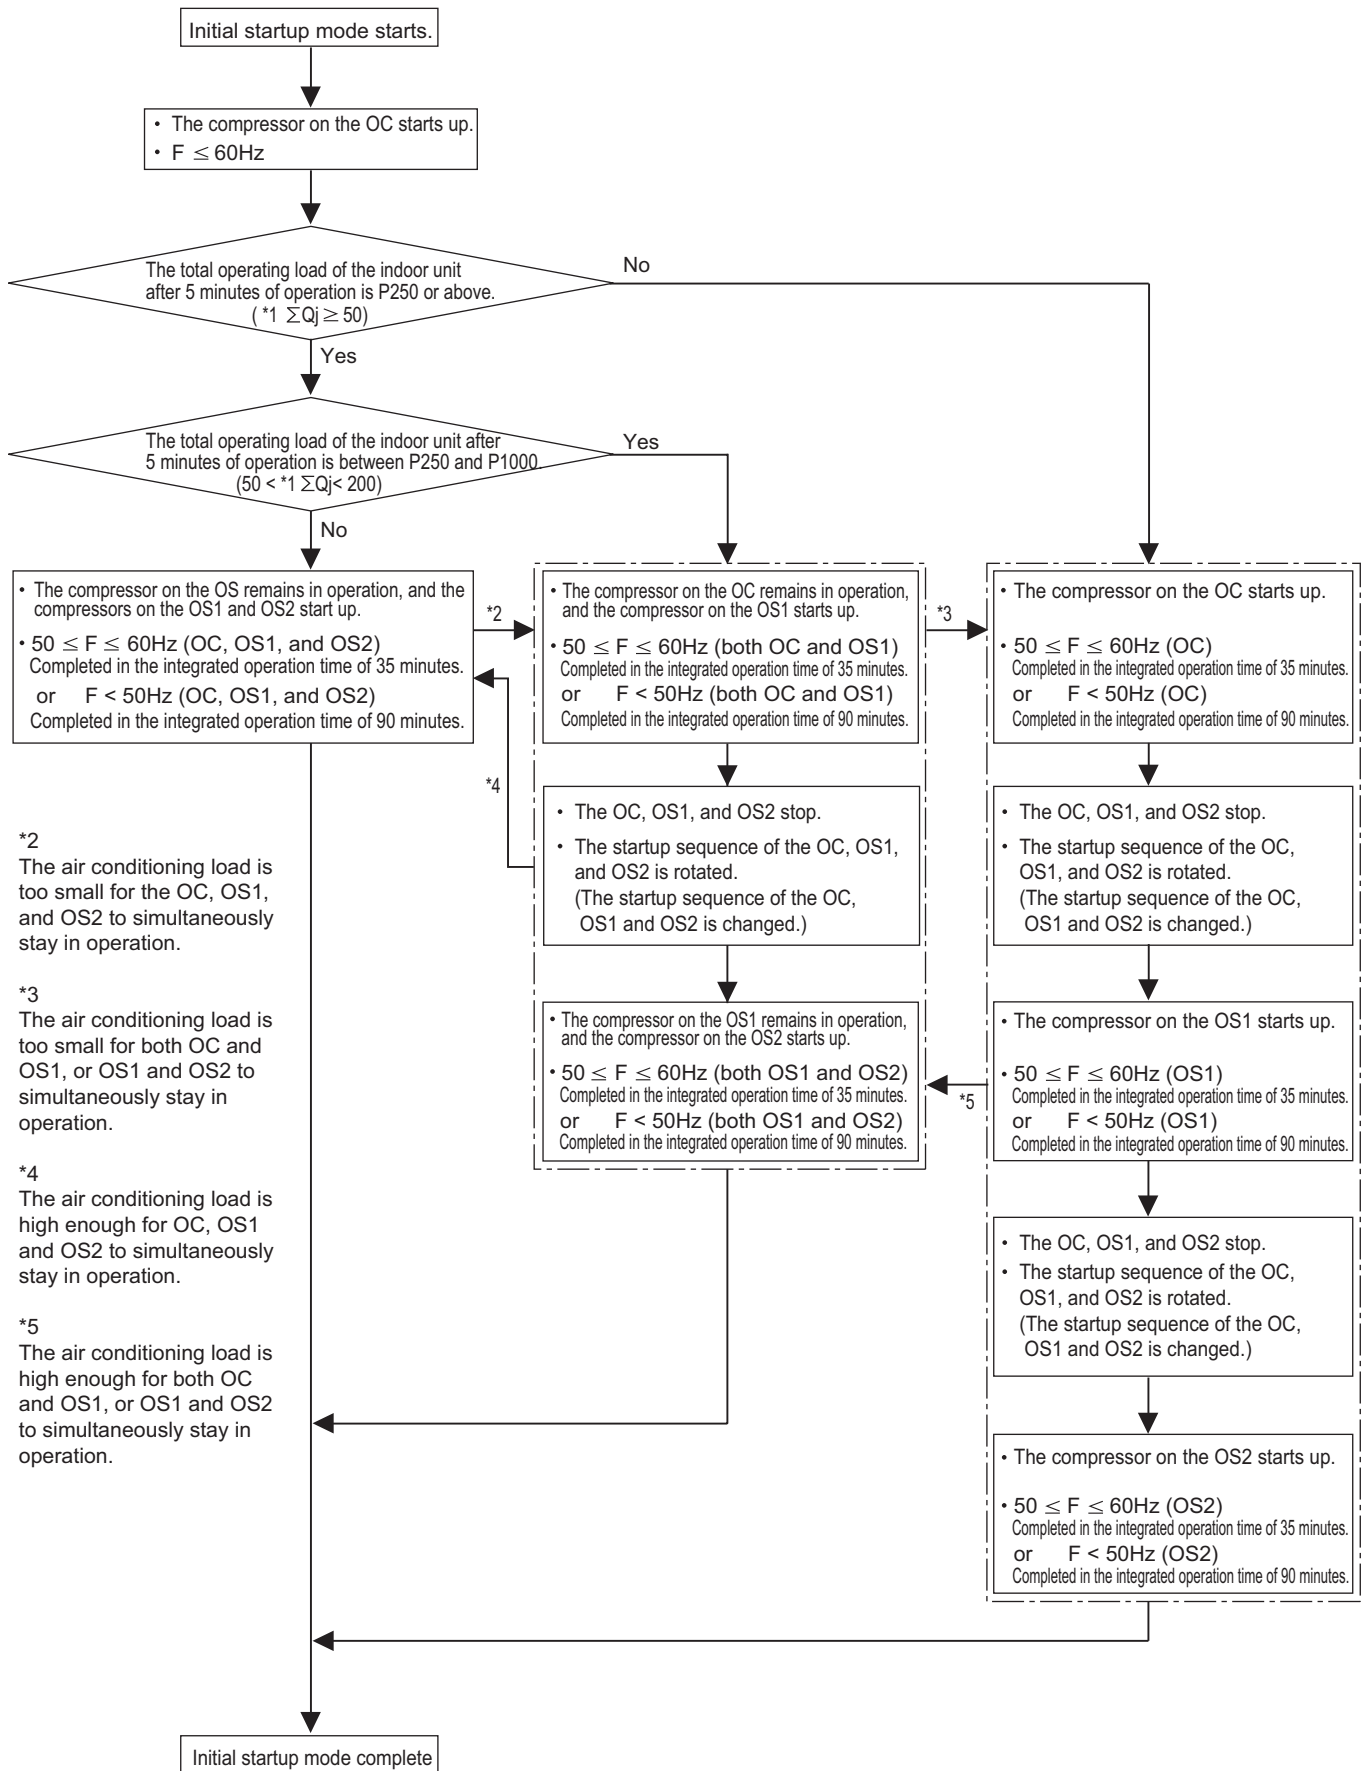 Initial startup mode starts.
• The compressor on the OC starts up.
• F ≤ 60Hz
The total operating load of the indoor unit
after 5 minutes of operation is P250 or above.
( *1 ΣQj ≥ 50)
No
Yes
The total operating load of the indoor unit after
5 minutes of operation is between P250 and P1000.
(50 < *1 ΣQj< 200)
Yes
No
• The compressor on the OS remains in operation, and the
compressors on the OS1 and OS2 start up.
• 50 ≤ F ≤ 60Hz (OC, OS1, and OS2)
Completed in the integrated operation time of 35 minutes.
or F < 50Hz (OC, OS1, and OS2)
Completed in the integrated operation time of 90 minutes.
*2
• The compressor on the OC remains in operation,
and the compressor on the OS1 starts up.
• 50 ≤ F ≤ 60Hz (both OC and OS1)
Completed in the integrated operation time of 35 minutes.
or F < 50Hz (both OC and OS1)
Completed in the integrated operation time of 90 minutes.
*3
• The compressor on the OC starts up.
• 50 ≤ F ≤ 60Hz (OC)
Completed in the integrated operation time of 35 minutes.
or F < 50Hz (OC)
Completed in the integrated operation time of 90 minutes.
*4
• The OC, OS1, and OS2 stop.
• The startup sequence of the OC, OS1,
and OS2 is rotated.
(The startup sequence of the OC,
OS1 and OS2 is changed.)
• The OC, OS1, and OS2 stop.
• The startup sequence of the OC,
OS1, and OS2 is rotated.
(The startup sequence of the OC,
OS1 and OS2 is changed.)
*2
The air conditioning load is
too small for the OC, OS1,
and OS2 to simultaneously
stay in operation.
*3
The air conditioning load is
too small for both OC and
OS1, or OS1 and OS2 to
simultaneously stay in
operation.
*4
The air conditioning load is
high enough for OC, OS1
and OS2 to simultaneously
stay in operation.
*5
The air conditioning load is
high enough for both OC
and OS1, or OS1 and OS2
to simultaneously stay in
operation.
• The compressor on the OS1 remains in operation,
and the compressor on the OS2 starts up.
• 50 ≤ F ≤ 60Hz (both OS1 and OS2)
Completed in the integrated operation time of 35 minutes.
or F < 50Hz (both OS1 and OS2)
Completed in the integrated operation time of 90 minutes.
*5
• The compressor on the OS1 starts up.
• 50 ≤ F ≤ 60Hz (OS1)
Completed in the integrated operation time of 35 minutes.
or F < 50Hz (OS1)
Completed in the integrated operation time of 90 minutes.
• The OC, OS1, and OS2 stop.
• The startup sequence of the OC,
OS1, and OS2 is rotated.
(The startup sequence of the OC,
OS1 and OS2 is changed.)
• The compressor on the OS2 starts up.
• 50 ≤ F ≤ 60Hz (OS2)
Completed in the integrated operation time of 35 minutes.
or F < 50Hz (OS2)
Completed in the integrated operation time of 90 minutes.
Initial startup mode complete